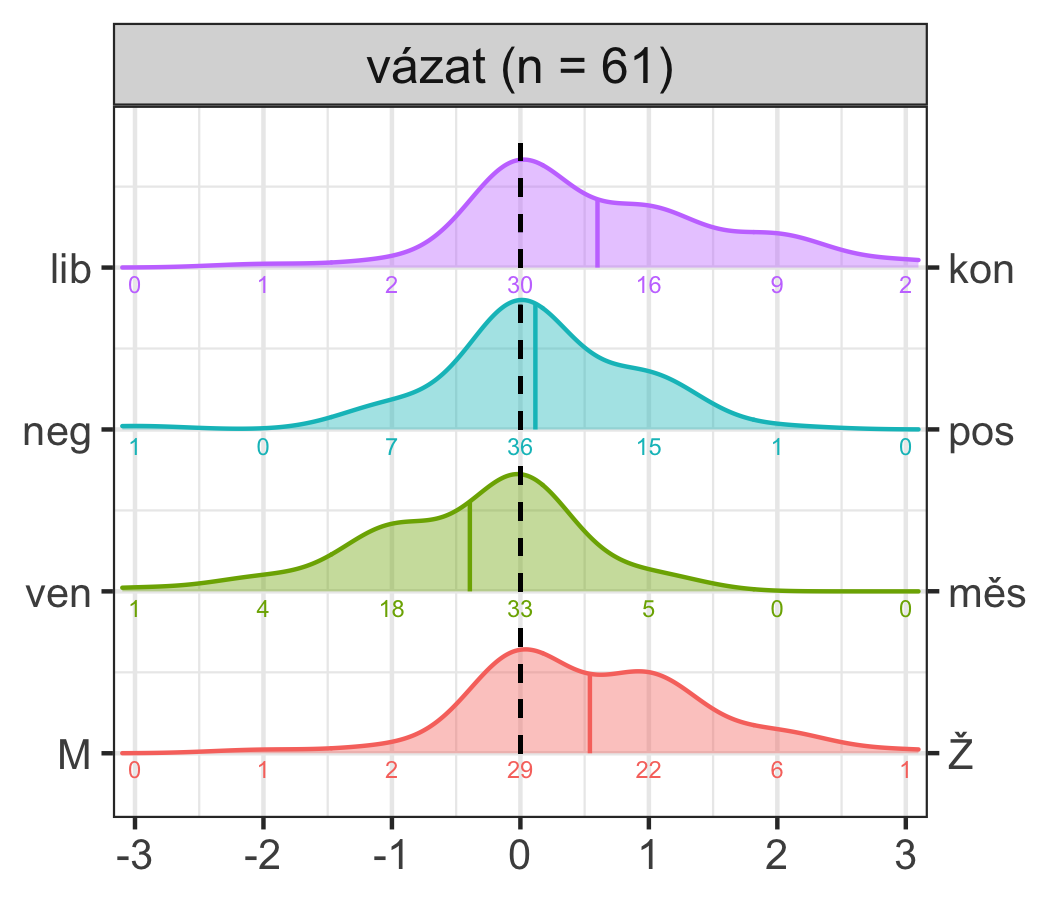 vázat (n = 61)
lib kon
0 1 2 30 16 9 2
neg pos
1 0 7 36 15 1 0
ven měs
1 4 18 33 5 0 0
M Ž
0 1 2 29 22 6 1
-3 -2 -1 0 1 2 3